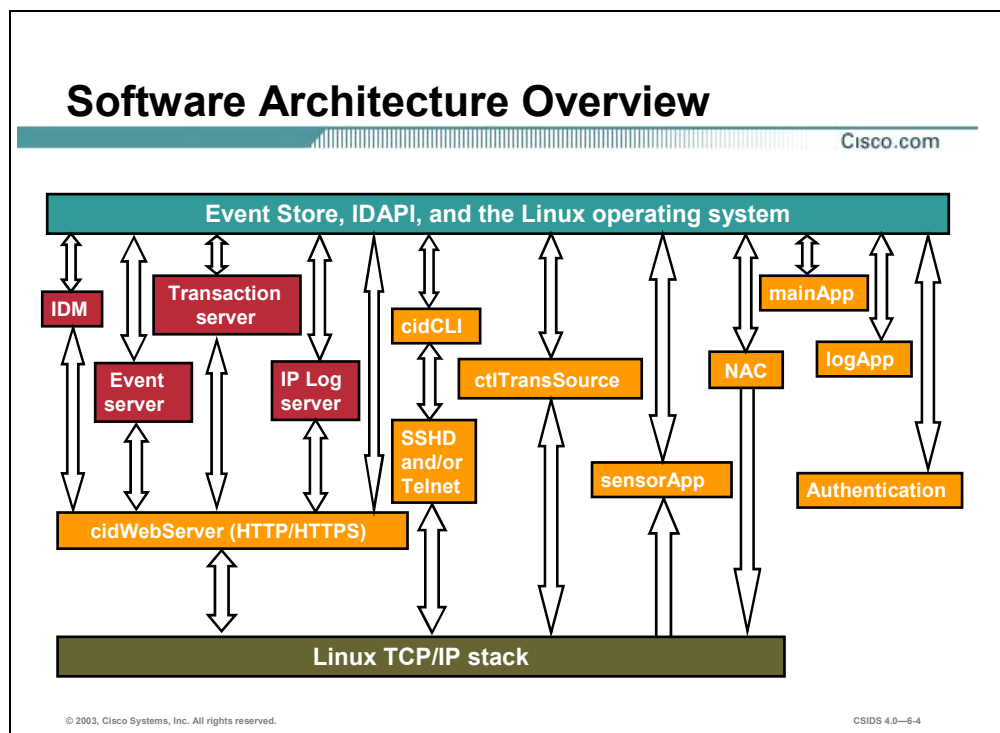 Software Architecture Overview
Cisco.com
Event Store, IDAPI, and the Linux operating system
IDM
Transaction
server
Event
server
IP Log
server
cidCLI
SSHD
and/or
Telnet
ctlTransSource
sensorApp
NAC
mainApp
logApp
Authentication
cidWebServer (HTTP/HTTPS)
Linux TCP/IP stack
© 2003, Cisco Systems, Inc. All rights reserved.
CSIDS 4.0—6-4